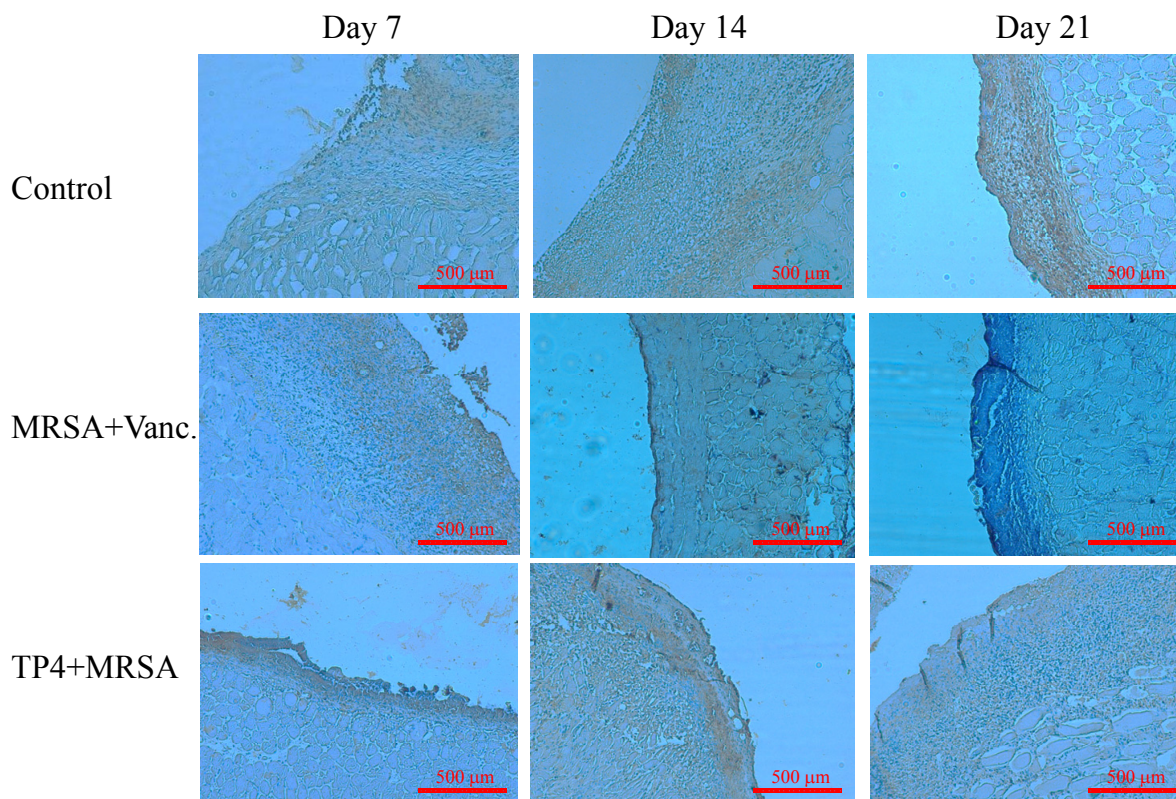 Day 7 Day 14 Day 21
Control
500 μm 500 μm 500 μm
MRSA+Vanc.
500 μm 500 μm 500 μm
TP4+MRSA
500 μm 500 μm 500 μm